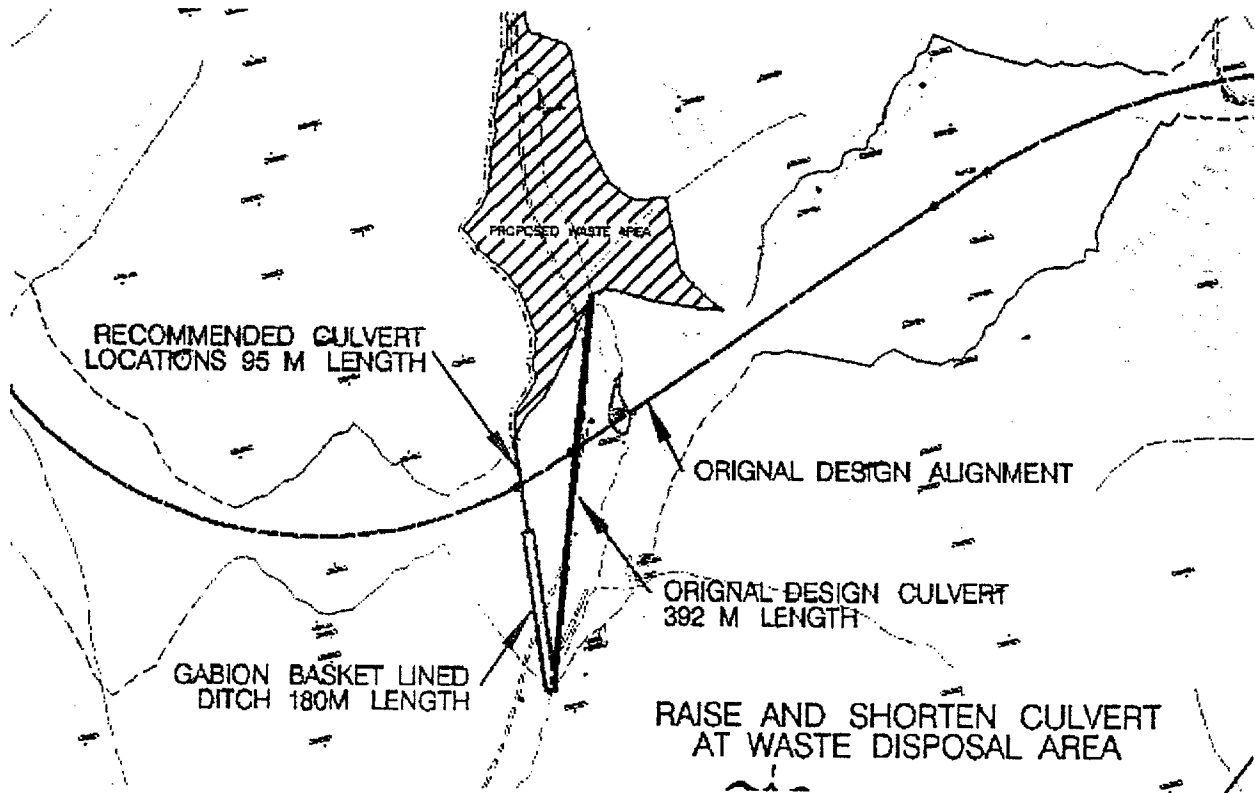 PROPOSED WASTE AREA
RECOMMENDED CULVERT
LOCATIONS 95 M LENGTH
ORIGNAL DESIGN ALIGNMENT
ORIGNAL DESIGN CULVERT
392 M LENGTH
GABION BASKET LINED
DITCH 180M LENGTH
RAISE AND SHORTEN CULVERT
AT WASTE DISPOSAL AREA